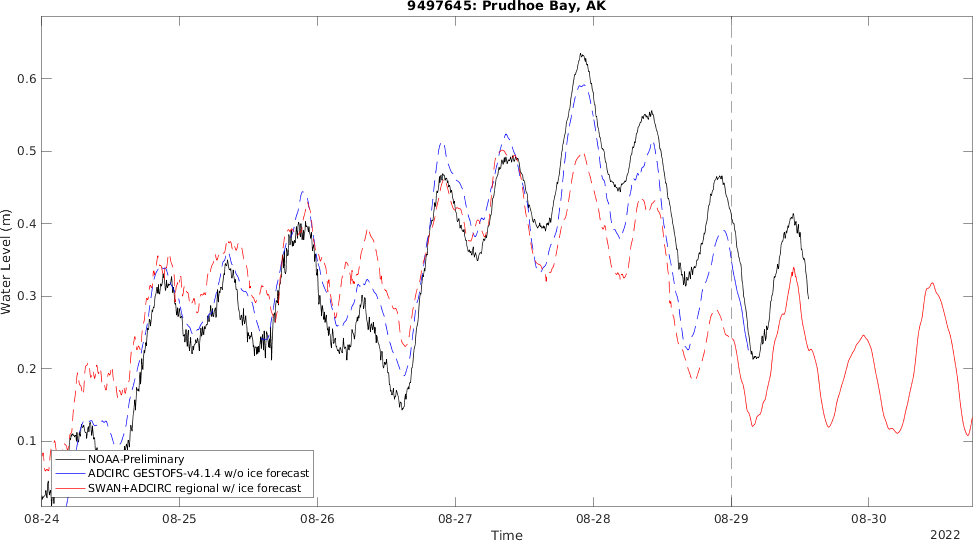 9497645: Prudhoe Bay, AK
0.6
0.5
0.4
0.3
0.2
0.1
Water Level (m)
NOAA-Preliminary
ADCIRC GESTOFS-v4.1.4 w/o ice forecast
SWAN+ADCIRC regional w/ ice forecast
08-24
08-25
08-26
08-27
08-28
08-29
08-30
Time
2022